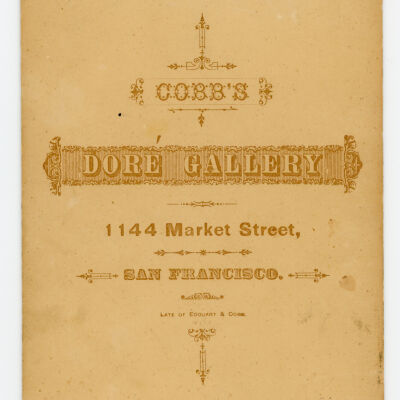 COBB'S
DORÉ GALLERY
1144 Market Street,
SAN FRANCISCO.
LATE OF EDOUART & COBB.